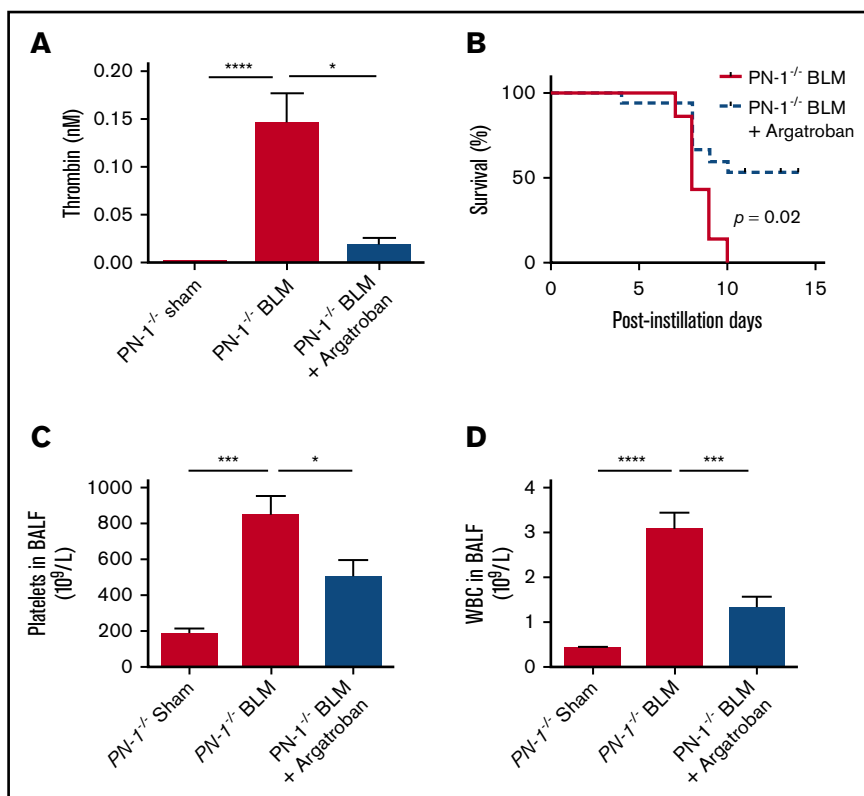 A
**** *
0.20
0.15
0.10
0.05
0.00
Thrombin (nM)
PN-1-/- sham
PN-1-/- BLM
PN-1-/- BLM
+ Argatroban
B
PN-1-/- BLM
PN-1-/- BLM
+ Argatroban
100
50
0
Survival (%)
p = 0.02
0 5 10 15
Post-instillation days
C
*** *
1000
800
600
400
200
0
Platelets in BALF
(10^9/L)
PN-1-/- Sham
PN-1-/- BLM
PN-1-/- BLM
+ Argatroban
D
**** ***
4
3
2
1
0
WBC in BALF
(10^9/L)
PN-1-/- Sham
PN-1-/- BLM
PN-1-/- BLM
+ Argatroban